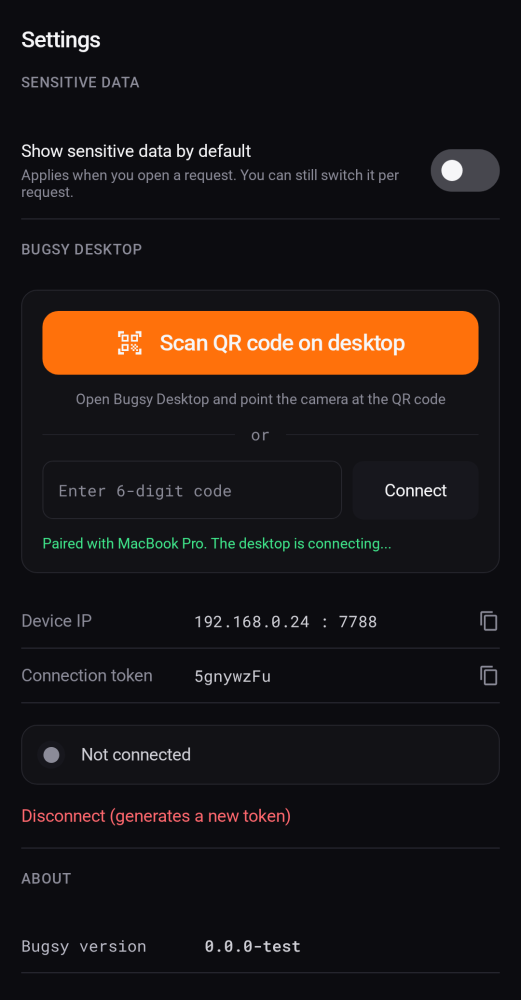 Settings
SENSITIVE DATA
Show sensitive data by default
Applies when you open a request. You can still switch it per
request.
BUGSY DESKTOP
Scan QR code on desktop
Open Bugsy Desktop and point the camera at the QR code
or
Enter 6-digit code
Connect
Paired with MacBook Pro. The desktop is connecting...
Device IP 192.168.0.24 : 7788
Connection token 5gnywzFu
Not connected
Disconnect (generates a new token)
ABOUT
Bugsy version 0.0.0-test